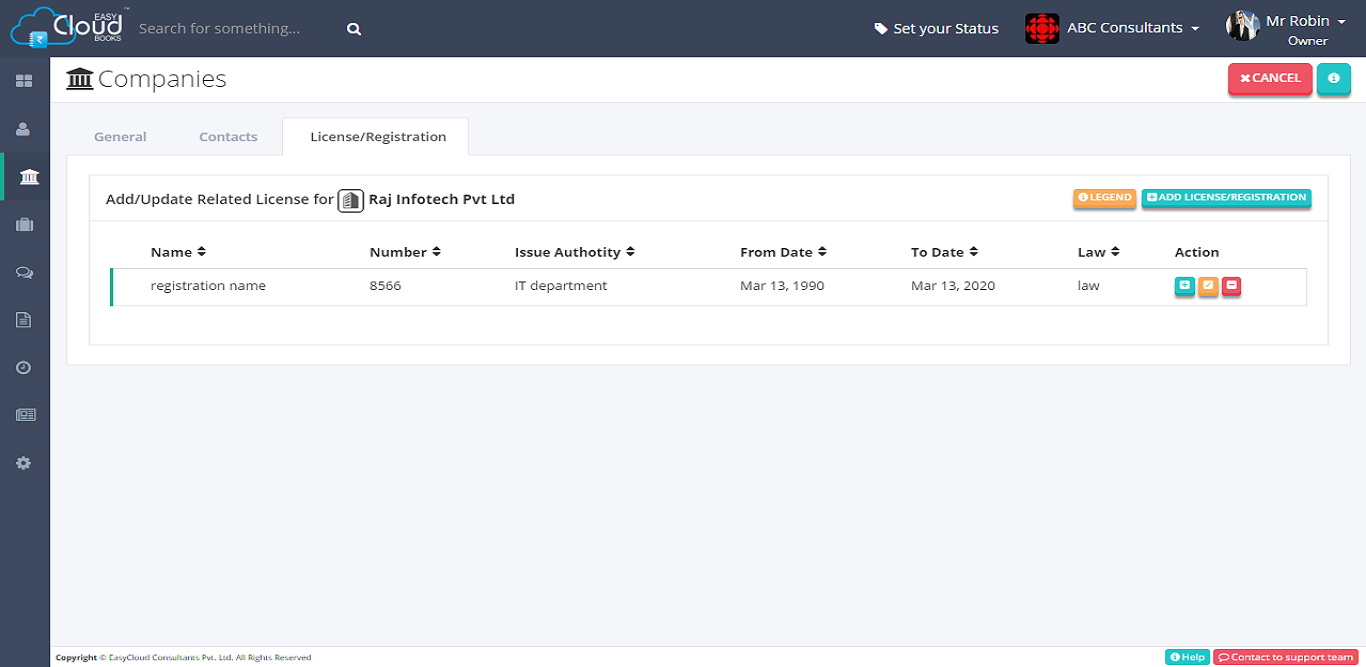 EASY
Cloud
BOOKS
™
Search for something...
Set your Status
ABC Consultants
Mr Robin
Owner
Companies
CANCEL
General Contacts License/Registration
Add/Update Related License for Raj Infotech Pvt Ltd
LEGEND ADD LICENSE/REGISTRATION
Name Number Issue Authotity From Date To Date Law Action
registration name 8566 IT department Mar 13, 1990 Mar 13, 2020 law
Copyright © EasyCloud Consultants Pvt. Ltd. All Rights Reserved
Help Contact to support team